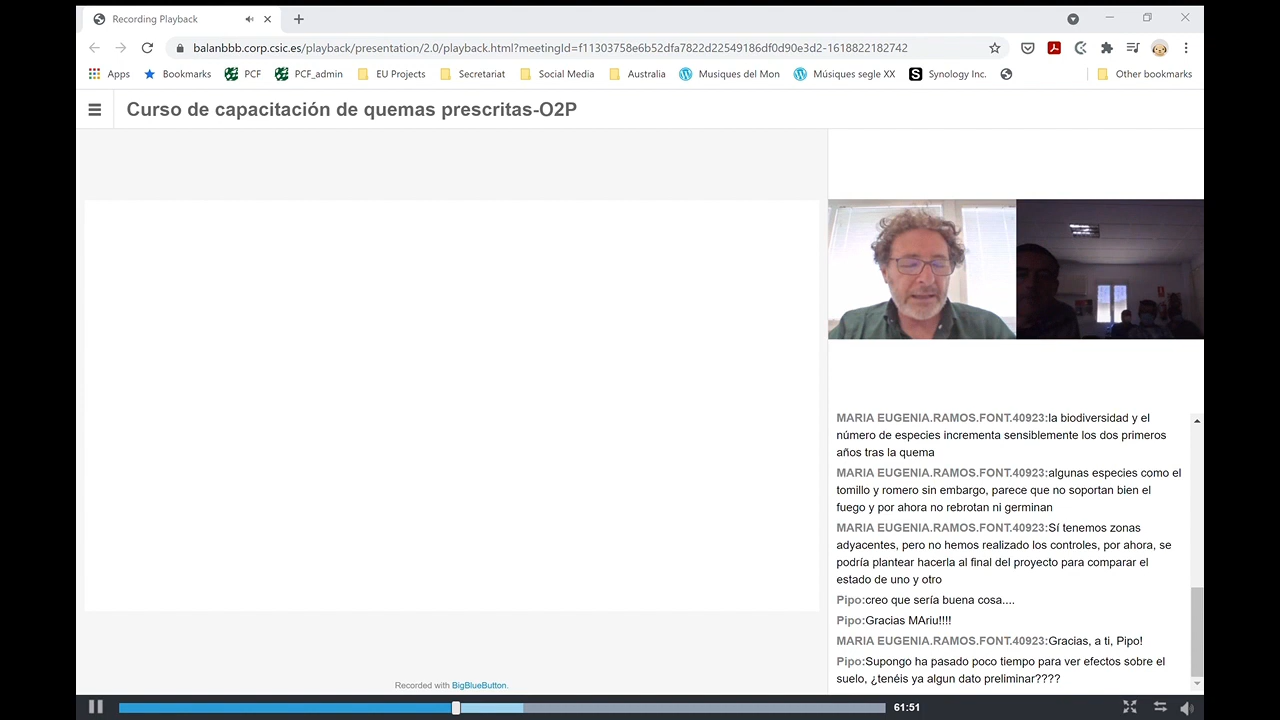 Recording Playback
balanbbb.corp.csic.es/playback/presentation/2.0/playback.html?meetingId=f11303758e6b52dfa7822d22549186df0d90e3d2-1618822182742
Apps Bookmarks PCF PCF_admin EU Projects Secretariat Social Media Australia Musiques del Mon Músiques segle XX Synology Inc. Other bookmarks
Curso de capacitación de quemas prescritas-O2P
MARIA EUGENIA.RAMOS.FONT.40923:la biodiversidad y el
número de especies incrementa sensiblemente los dos primeros
años tras la quema
MARIA EUGENIA.RAMOS.FONT.40923:algunas especies como el
tomillo y romero sin embargo, parece que no soportan bien el
fuego y por ahora no rebrotan ni germinan
MARIA EUGENIA.RAMOS.FONT.40923:Sí tenemos zonas
adyacentes, pero no hemos realizado los controles, por ahora, se
podría plantear hacerla al final del proyecto para comparar el
estado de uno y otro
Pipo:creo que sería buena cosa....
Pipo:Gracias MAriu!!!!
MARIA EUGENIA.RAMOS.FONT.40923:Gracias, a ti, Pipo!
Pipo:Supongo ha pasado poco tiempo para ver efectos sobre el
suelo, ¿tenéis ya algun dato preliminar????
Recorded with BigBlueButton.
61:51